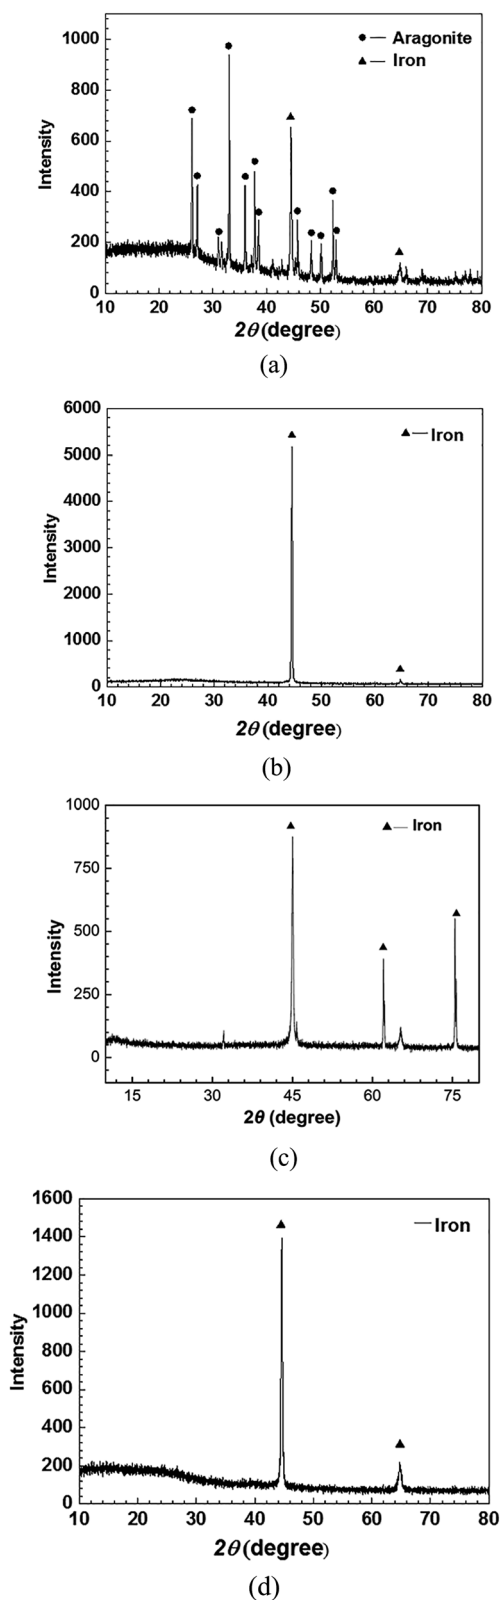 1000
● — Aragonite
▲ — Iron
800
600
400
200
0
Intensity
10 20 30 40 50 60 70 80
2θ (degree)
(a)
6000
▲ — Iron
5000
4000
3000
2000
1000
0
Intensity
10 20 30 40 50 60 70 80
2θ (degree)
(b)
1000
▲ — Iron
750
500
250
0
Intensity
15 30 45 60 75
2θ (degree)
(c)
1600
— Iron
1400
1200
1000
800
600
400
200
0
Intensity
10 20 30 40 50 60 70 80
2θ (degree)
(d)